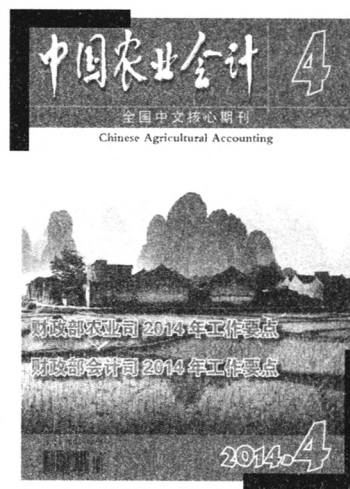 中国农业会计 4
全国中文核心期刊
Chinese Agricultural Accounting
财政部农业司 2014 年工作要点
财政部会计司 2014 年工作要点
2014.4